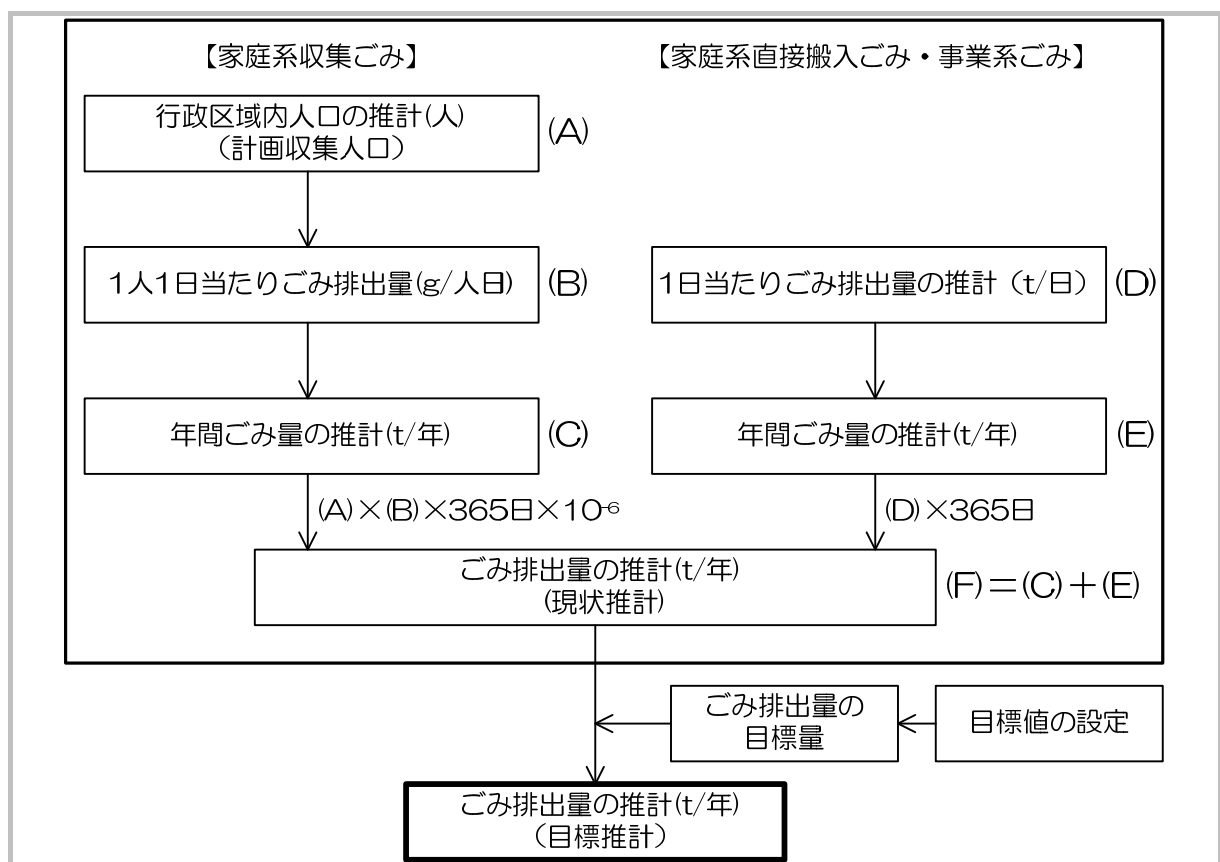 【家庭系収集ごみ】
【家庭系直接搬入ごみ・事業系ごみ】
行政区域内人口の推計(人)
（計画収集人口）
(A)
1人1日当たりごみ排出量(g/人日)
(B)
1日当たりごみ排出量の推計（t/日）
(D)
年間ごみ量の推計(t/年)
(C)
年間ごみ量の推計(t/年)
(E)
(A)×(B)×365日×10⁻⁶
(D)×365日
ごみ排出量の推計(t/年)
(現状推計)
(F)＝(C)＋(E)
ごみ排出量の
目標量
目標値の設定
ごみ排出量の推計(t/年)
（目標推計）